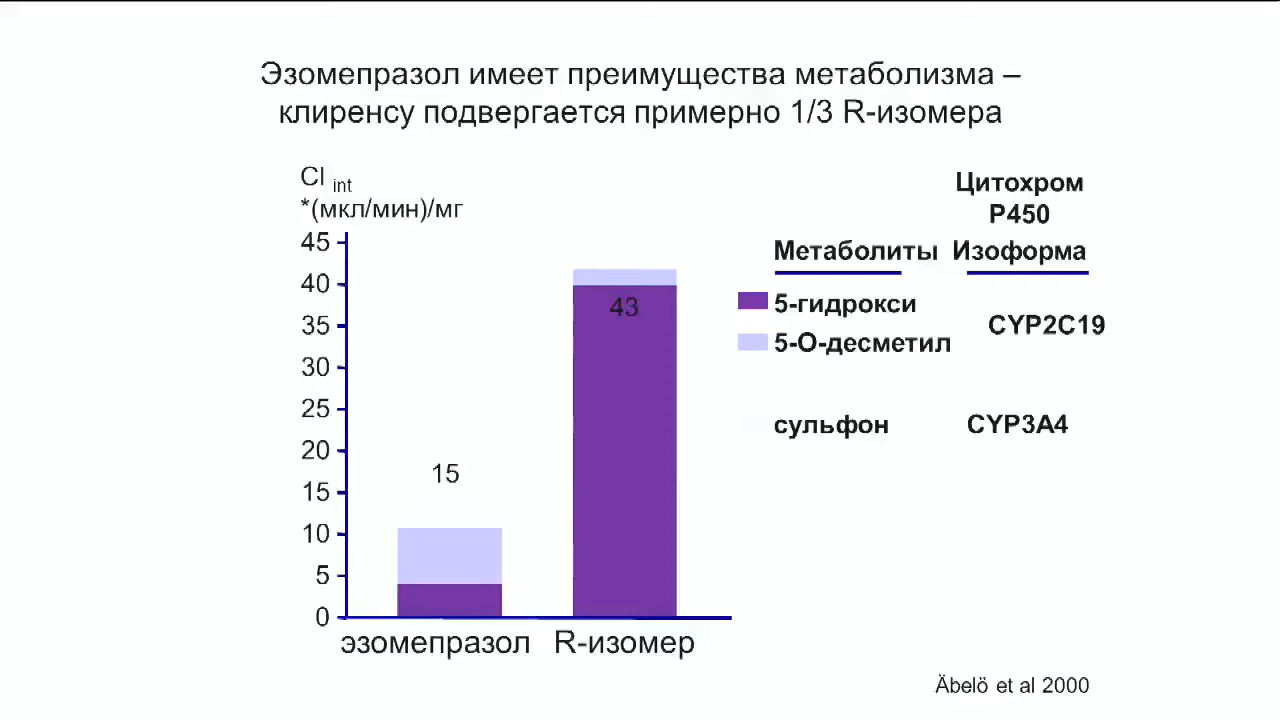 Эзомепразол имеет преимущества метаболизма –
клиренсу подвергается примерно 1/3 R-изомера
Cl int
*(мкл/мин)/мг
45
40
35
30
25
20
15
10
5
0
15
43
эзомепразол R-изомер
Цитохром
P450
Метаболиты Изоформа
5-гидрокси
CYP2C19
5-О-десметил
сульфон CYP3A4
Äbelö et al 2000